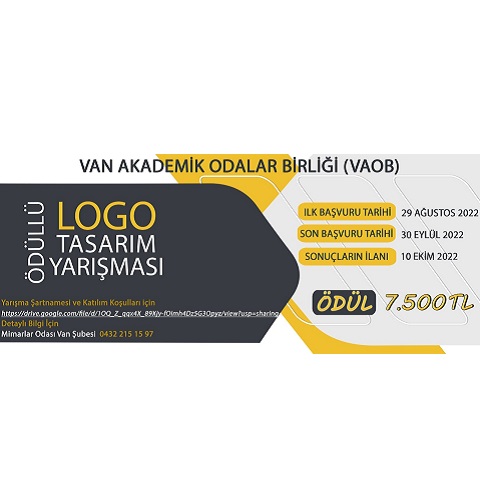 VAN AKADEMİK ODALAR BİRLİĞİ (VAOB)
ÖDÜLLÜ
LOGO
TASARIM
YARIŞMASI
ILK BAŞVURU TARİHİ 29 AĞUSTOS 2022
SON BAŞVURU TARİHİ 30 EYLÜL 2022
SONUÇLARIN İLANI 10 EKİM 2022
ÖDÜL 7.500TL
Yarışma Şartnamesi ve Katılım Koşulları için
Detaylı Bilgi İçin
Mimarlar Odası Van Şubesi 0432 215 15 97